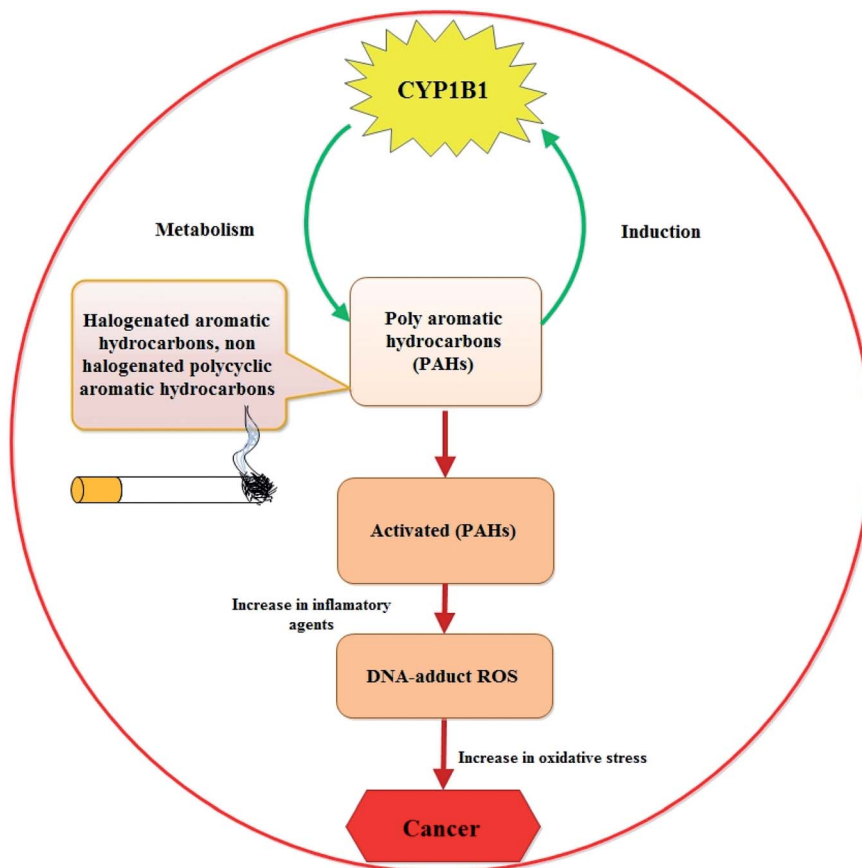 CYP1B1
Metabolism
Induction
Halogenated aromatic
hydrocarbons, non
halogenated polycyclic
aromatic hydrocarbons
Poly aromatic
hydrocarbons
(PAHs)
Activated (PAHs)
Increase in inflamatory
agents
DNA-adduct ROS
Increase in oxidative stress
Cancer